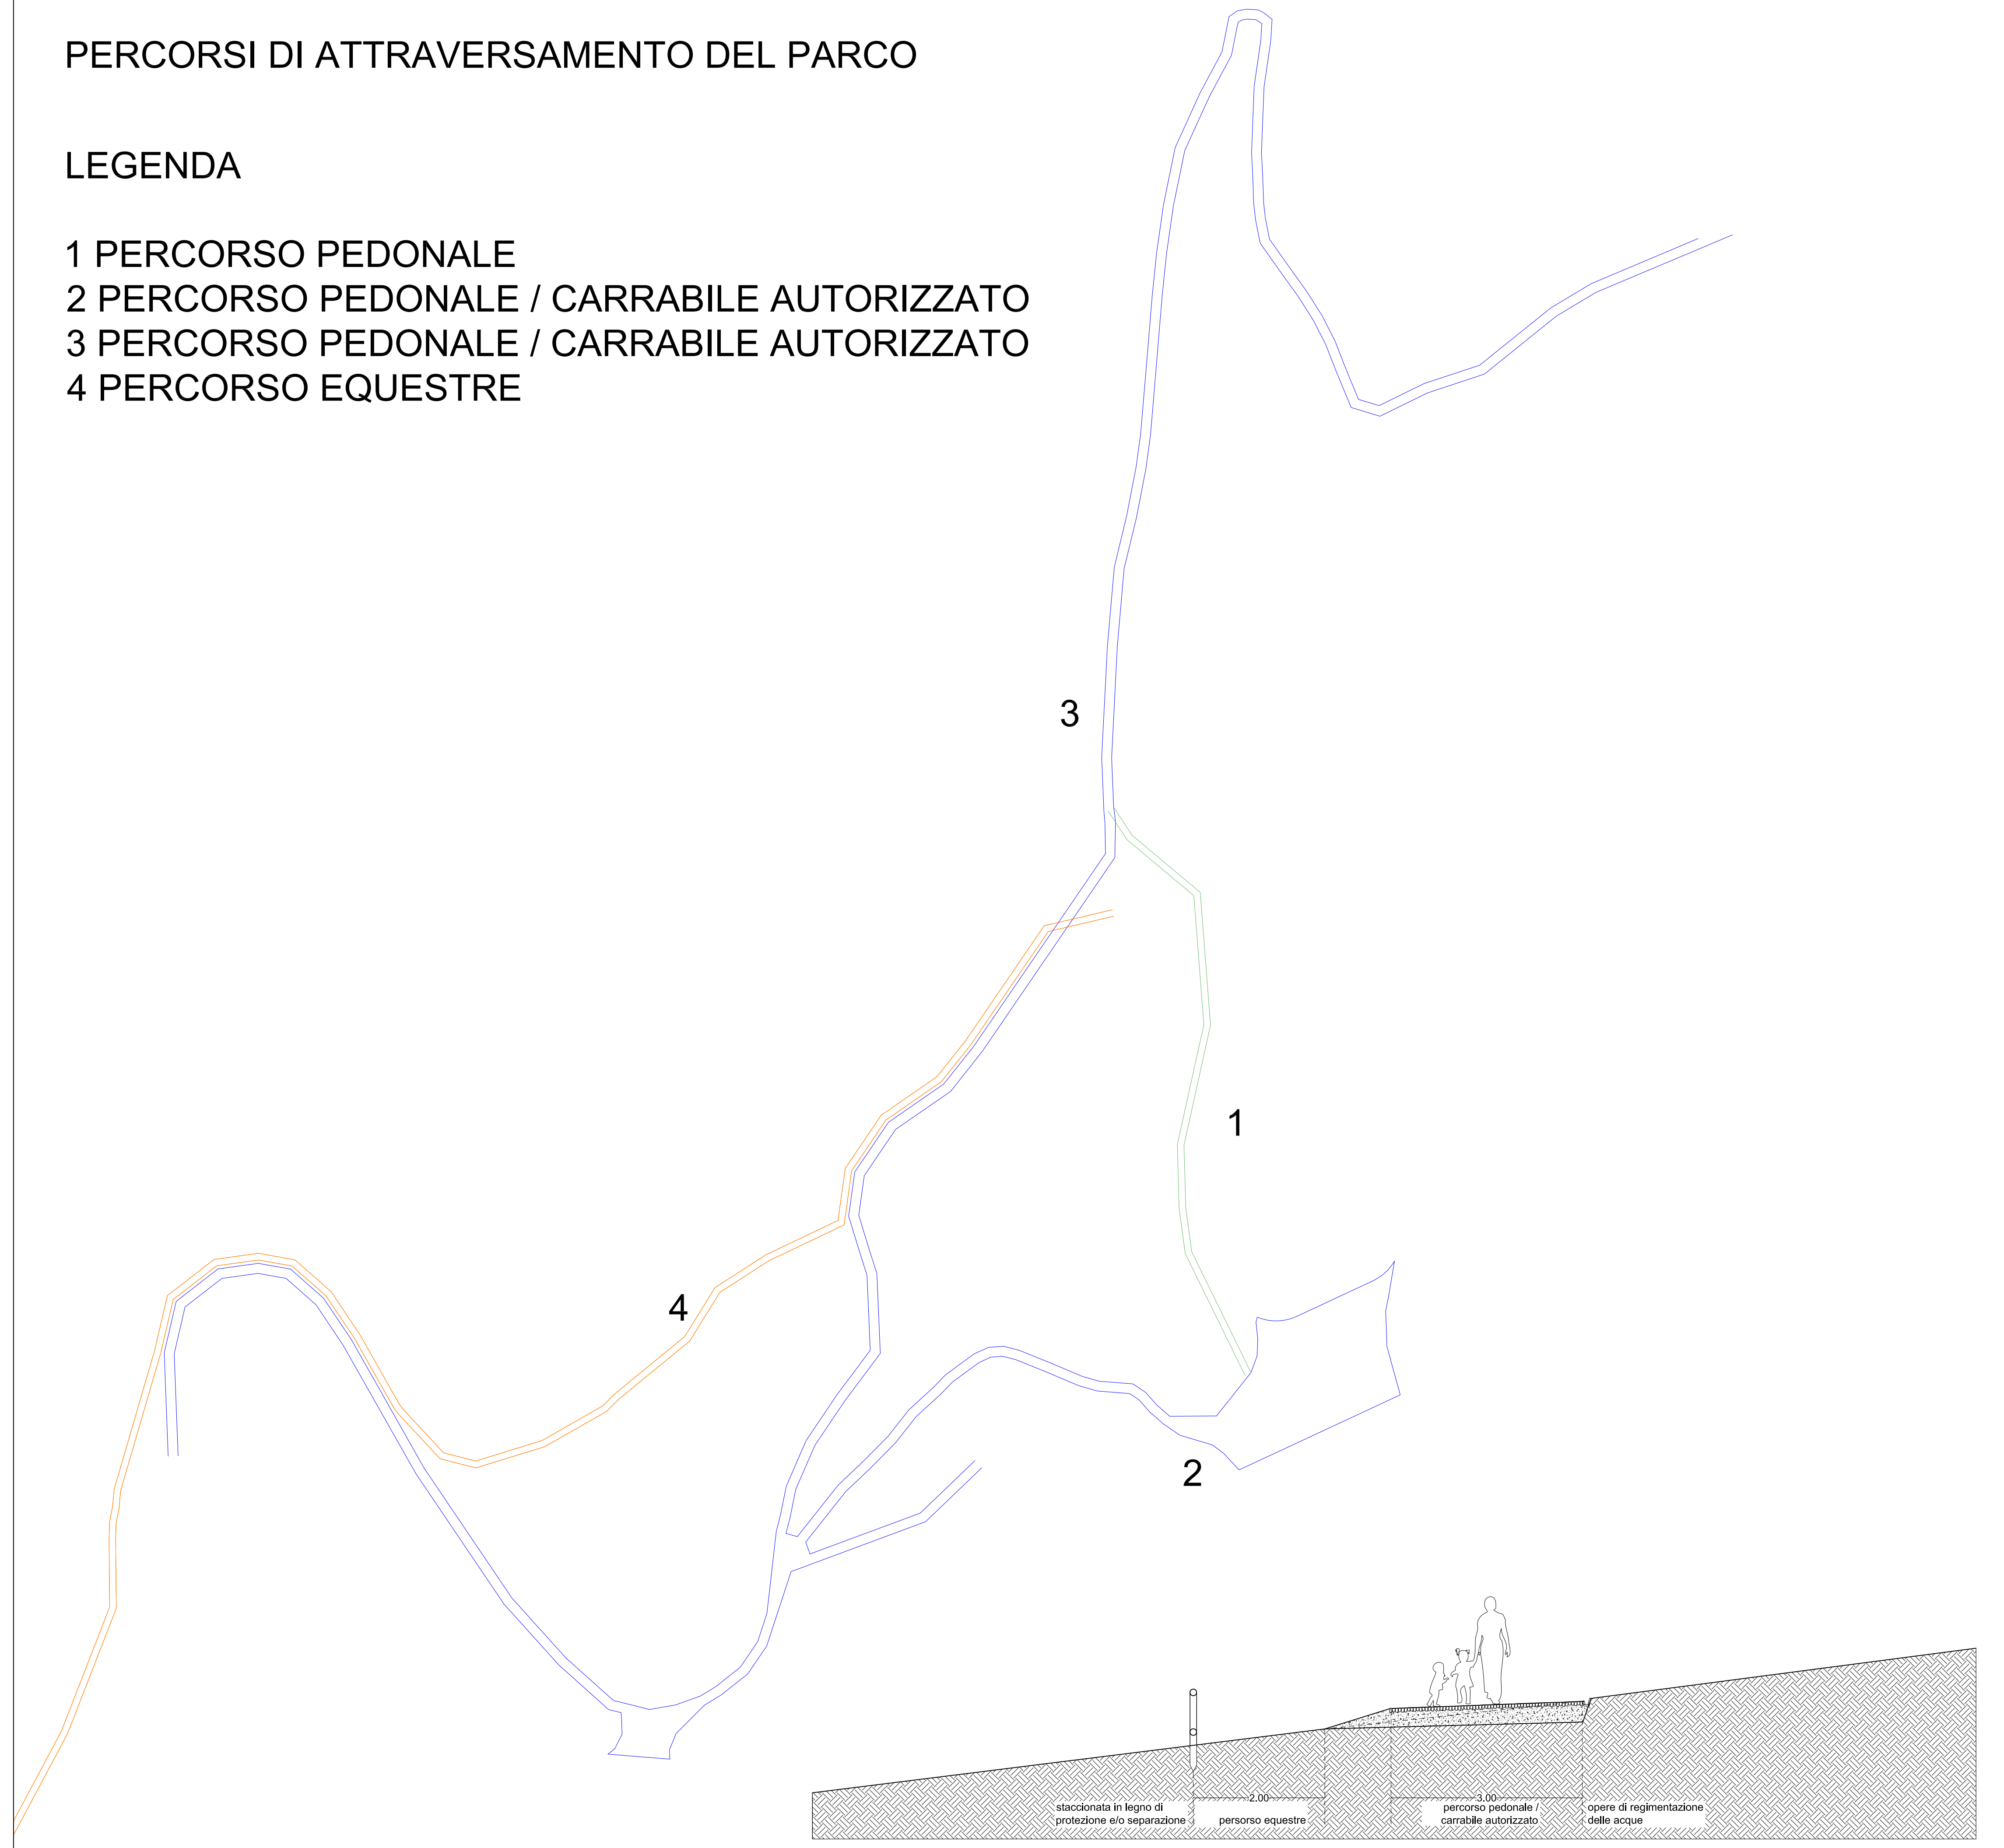 PERCORSI DI ATTRAVERSAMENTO DEL PARCO
LEGENDA
1 PERCORSO PEDONALE
2 PERCORSO PEDONALE / CARRABILE AUTORIZZATO
3 PERCORSO PEDONALE / CARRABILE AUTORIZZATO
4 PERCORSO EQUESTRE
3
1
4
2
2,00
3,00
staccionata in legno di
protezione e/o separazione
persorso equestre
percorso pedonale /
carrabile autorizzato
opere di regimentazione
delle acque